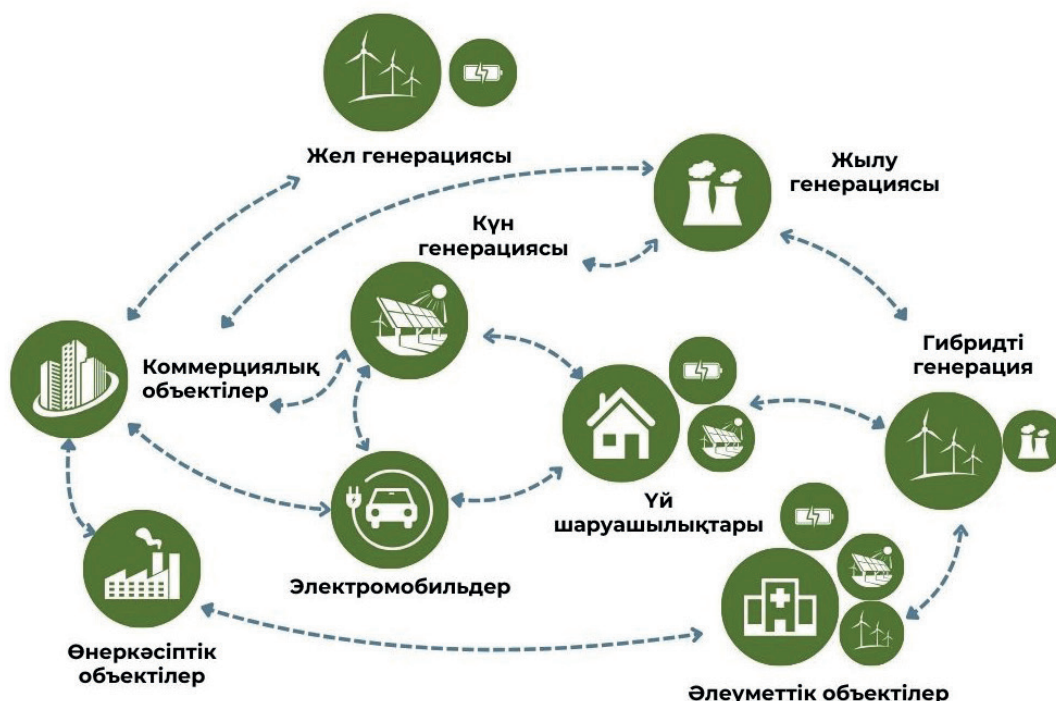 Жел генерациясы
Жылу
генерациясы
Күн
генерациясы
Коммерциялық
объектілер
Гибридті
генерация
Үй
шаруашылықтары
Электромобильдер
Өнеркәсіптік
объектілер
Әлеуметтік объектілер